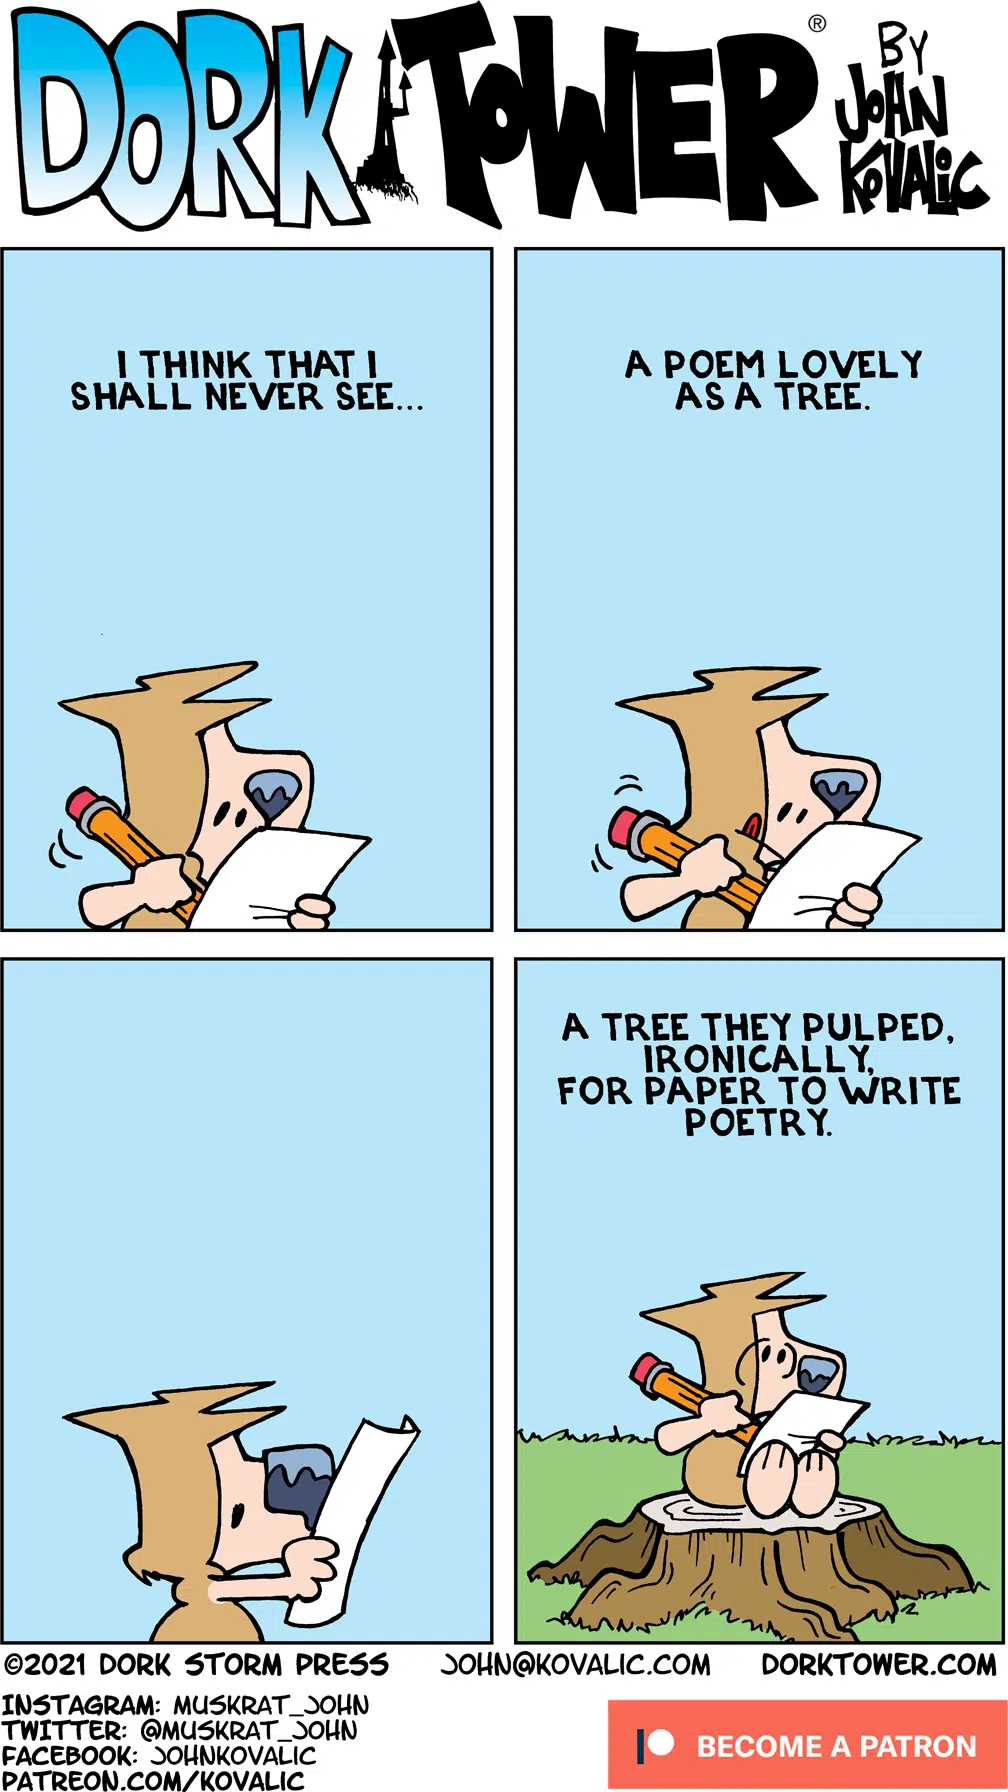 DORK TOWER®
BY
JOHN
KOVALIC
I THINK THAT I
SHALL NEVER SEE...
A POEM LOVELY
AS A TREE.
A TREE THEY PULPED,
IRONICALLY,
FOR PAPER TO WRITE
POETRY.
©2021 DORK STORM PRESS JOHN@KOVALIC.COM DORKTOWER.COM
INSTAGRAM: MUSKRAT_JOHN
TWITTER: @MUSKRAT_JOHN
FACEBOOK: JOHNKOVALIC
PATREON.COM/KOVALIC
BECOME A PATRON